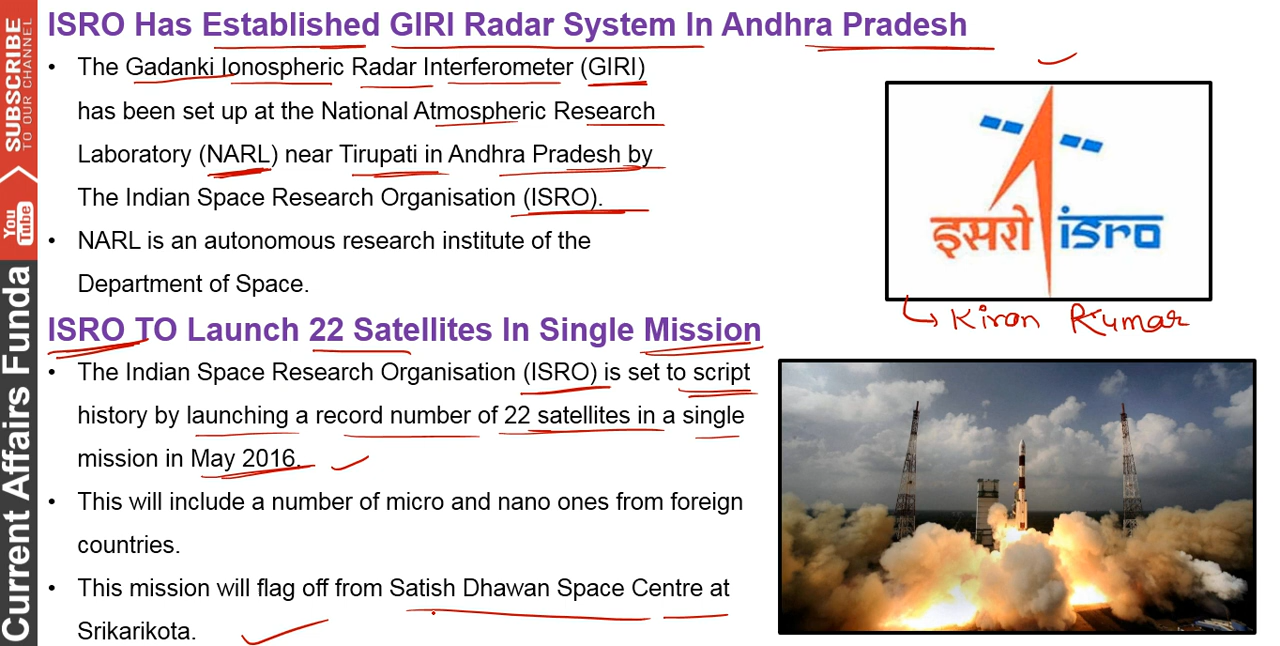 SUBSCRIBE
TO OUR CHANNEL
You
Tube
Current Affairs Funda
ISRO Has Established GIRI Radar System In Andhra Pradesh
• The Gadanki Ionospheric Radar Interferometer (GIRI)
has been set up at the National Atmospheric Research
Laboratory (NARL) near Tirupati in Andhra Pradesh by
The Indian Space Research Organisation (ISRO).
• NARL is an autonomous research institute of the
Department of Space.
इसरो isro
Kiron Kumar
ISRO TO Launch 22 Satellites In Single Mission
• The Indian Space Research Organisation (ISRO) is set to script
history by launching a record number of 22 satellites in a single
mission in May 2016.
• This will include a number of micro and nano ones from foreign
countries.
• This mission will flag off from Satish Dhawan Space Centre at
Srikarikota.